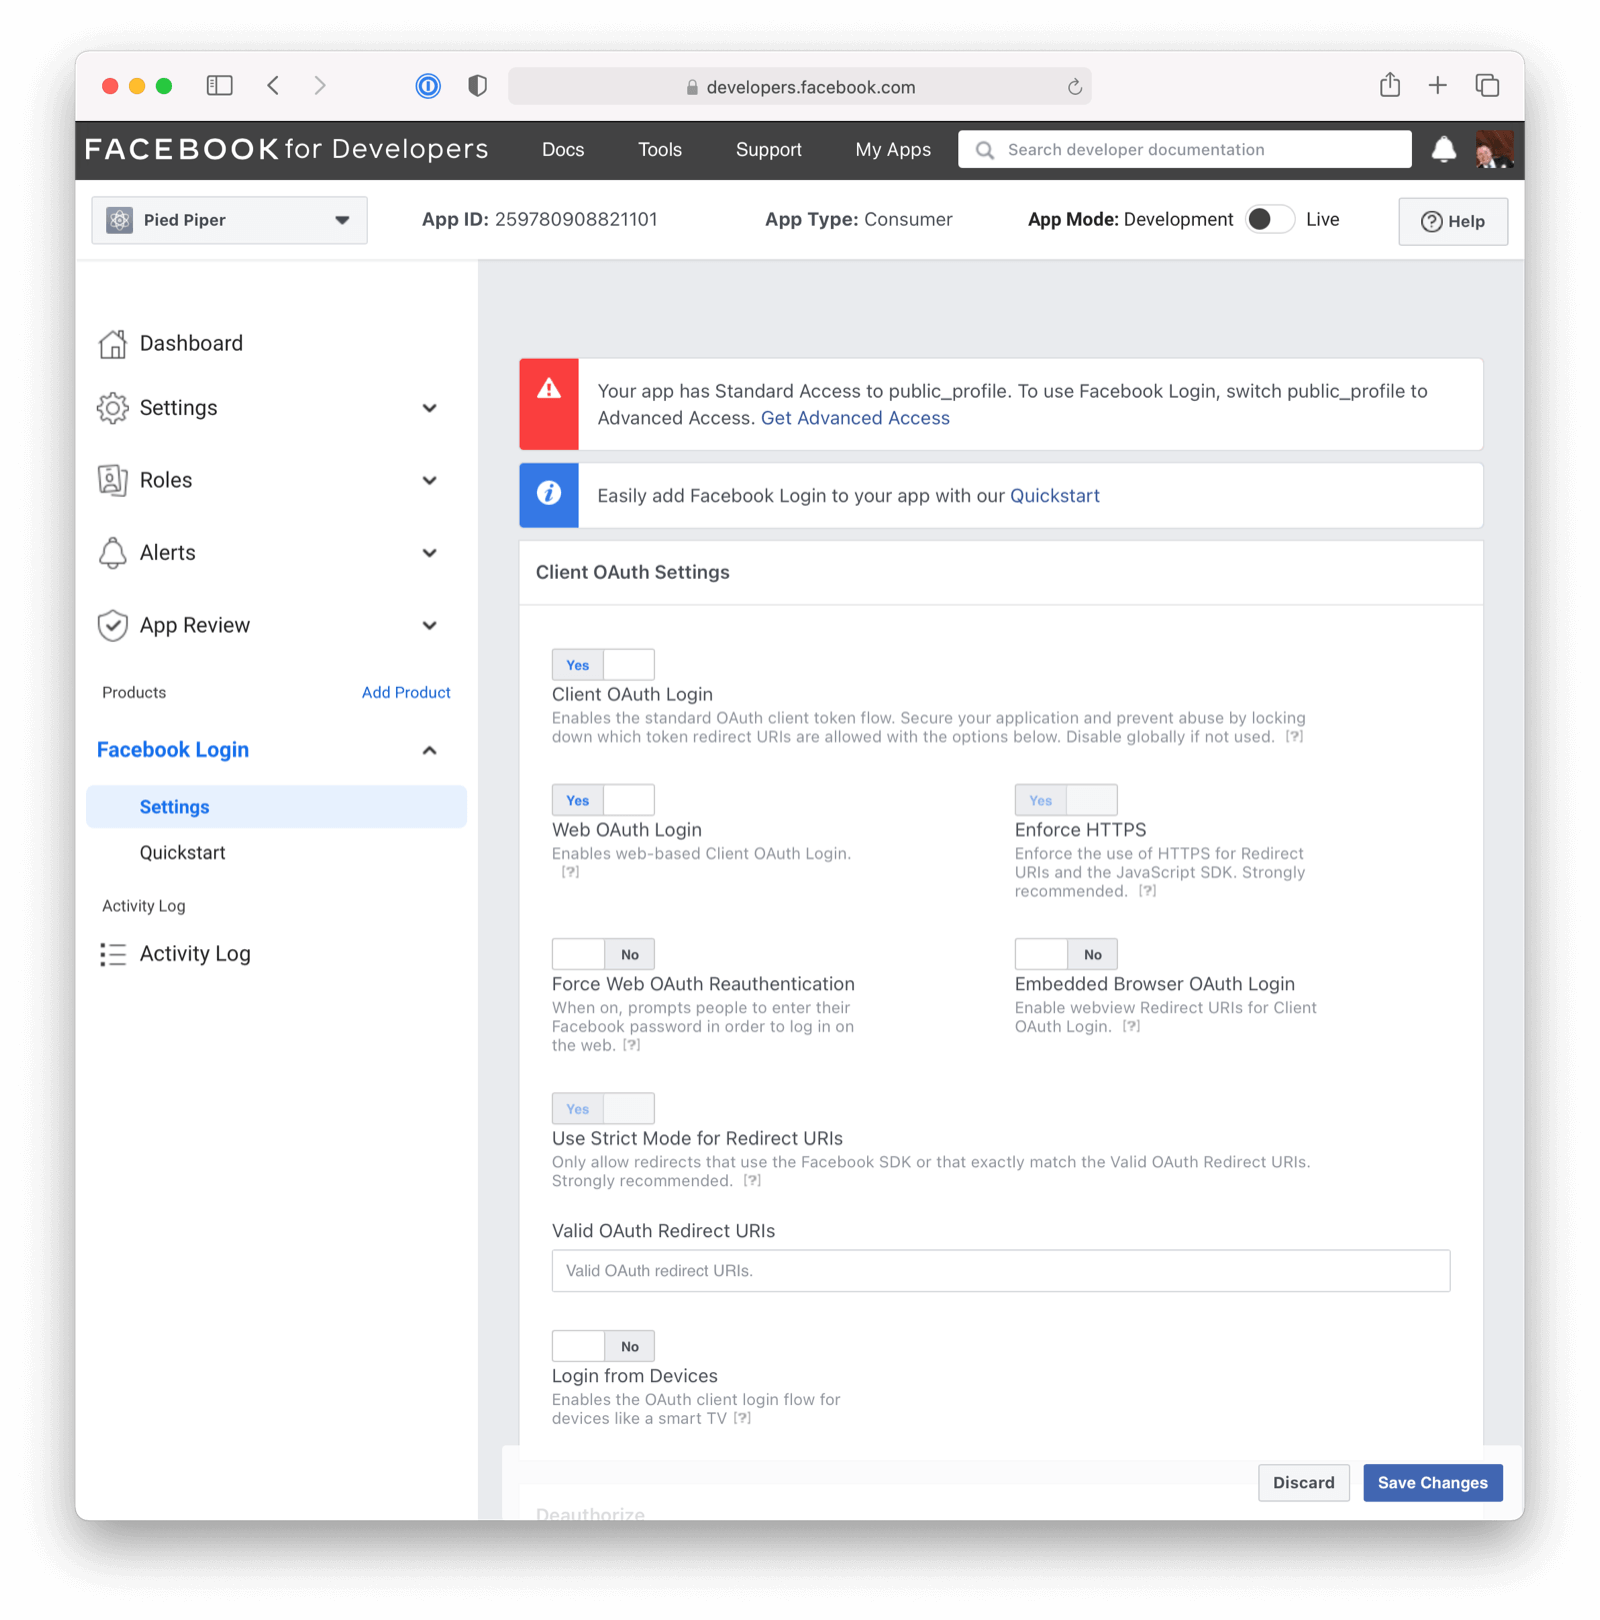 developers.facebook.com
FACEBOOK for Developers Docs Tools Support My Apps Search developer documentation
Pied Piper App ID: 259780908821101 App Type: Consumer App Mode: Development Live Help
Dashboard
Settings
Roles
Alerts
App Review
Products Add Product
Facebook Login
Settings
Quickstart
Activity Log
Activity Log
Your app has Standard Access to public_profile. To use Facebook Login, switch public_profile to
Advanced Access. Get Advanced Access
Easily add Facebook Login to your app with our Quickstart
Client OAuth Settings
Yes
Client OAuth Login
Enables the standard OAuth client token flow. Secure your application and prevent abuse by locking
down which token redirect URIs are allowed with the options below. Disable globally if not used. [?]
Yes
Web OAuth Login
Enables web-based Client OAuth Login.
[?]
Yes
Enforce HTTPS
Enforce the use of HTTPS for Redirect
URIs and the JavaScript SDK. Strongly
recommended. [?]
No
Force Web OAuth Reauthentication
When on, prompts people to enter their
Facebook password in order to log in on
the web. [?]
No
Embedded Browser OAuth Login
Enable webview Redirect URIs for Client
OAuth Login. [?]
Yes
Use Strict Mode for Redirect URIs
Only allow redirects that use the Facebook SDK or that exactly match the Valid OAuth Redirect URIs.
Strongly recommended. [?]
Valid OAuth Redirect URIs
Valid OAuth redirect URIs.
No
Login from Devices
Enables the OAuth client login flow for
devices like a smart TV [?]
Discard Save Changes
Deauthorize